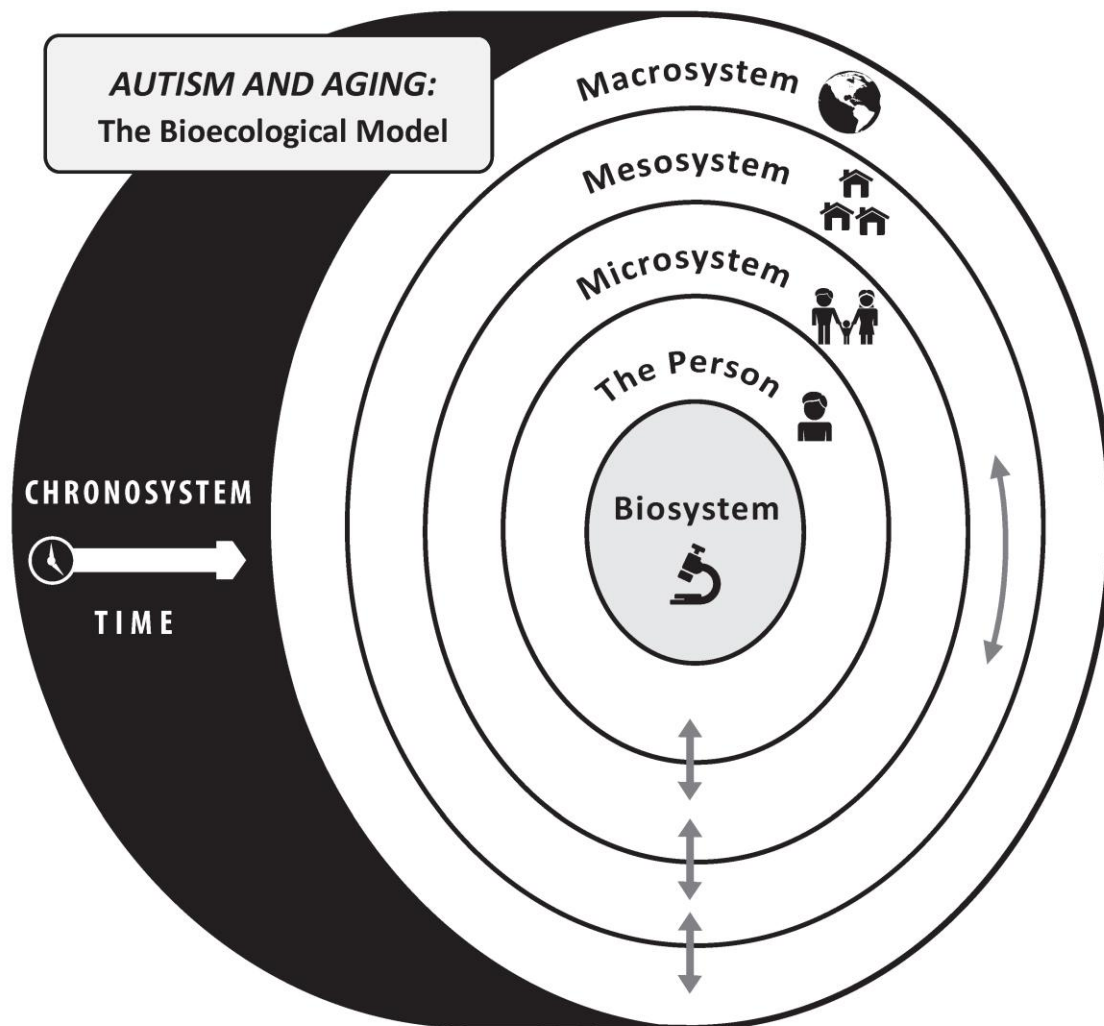 AUTISM AND AGING:
The Bioecological Model
Macrosystem
Mesosystem
Microsystem
The Person
Biosystem
CHRONOSYSTEM
TIME